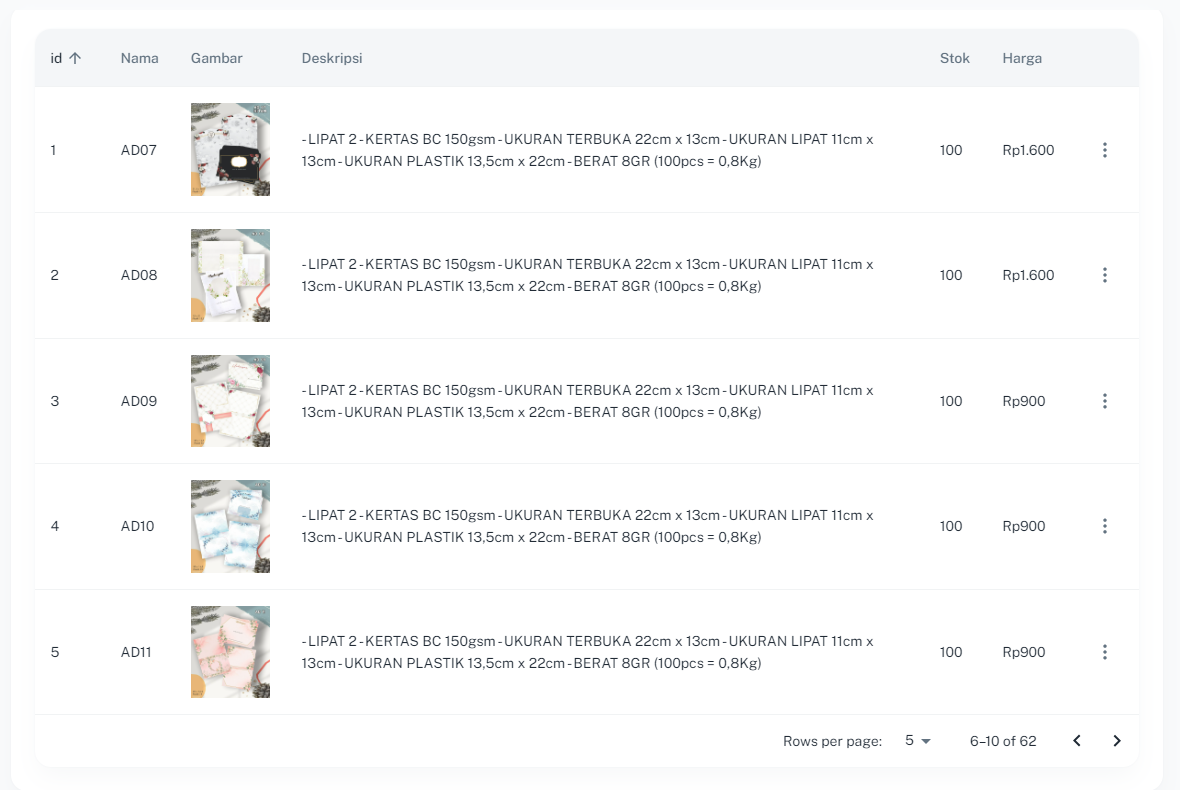 id Nama Gambar Deskripsi Stok Harga
1 AD07 - LIPAT 2 - KERTAS BC 150gsm - UKURAN TERBUKA 22cm x 13cm - UKURAN LIPAT 11cm x 100 Rp1.600
13cm - UKURAN PLASTIK 13,5cm x 22cm - BERAT 8GR (100pcs = 0,8Kg)
2 AD08 - LIPAT 2 - KERTAS BC 150gsm - UKURAN TERBUKA 22cm x 13cm - UKURAN LIPAT 11cm x 100 Rp1.600
13cm - UKURAN PLASTIK 13,5cm x 22cm - BERAT 8GR (100pcs = 0,8Kg)
3 AD09 - LIPAT 2 - KERTAS BC 150gsm - UKURAN TERBUKA 22cm x 13cm - UKURAN LIPAT 11cm x 100 Rp900
13cm - UKURAN PLASTIK 13,5cm x 22cm - BERAT 8GR (100pcs = 0,8Kg)
4 AD10 - LIPAT 2 - KERTAS BC 150gsm - UKURAN TERBUKA 22cm x 13cm - UKURAN LIPAT 11cm x 100 Rp900
13cm - UKURAN PLASTIK 13,5cm x 22cm - BERAT 8GR (100pcs = 0,8Kg)
5 AD11 - LIPAT 2 - KERTAS BC 150gsm - UKURAN TERBUKA 22cm x 13cm - UKURAN LIPAT 11cm x 100 Rp900
13cm - UKURAN PLASTIK 13,5cm x 22cm - BERAT 8GR (100pcs = 0,8Kg)
Rows per page: 5 6–10 of 62